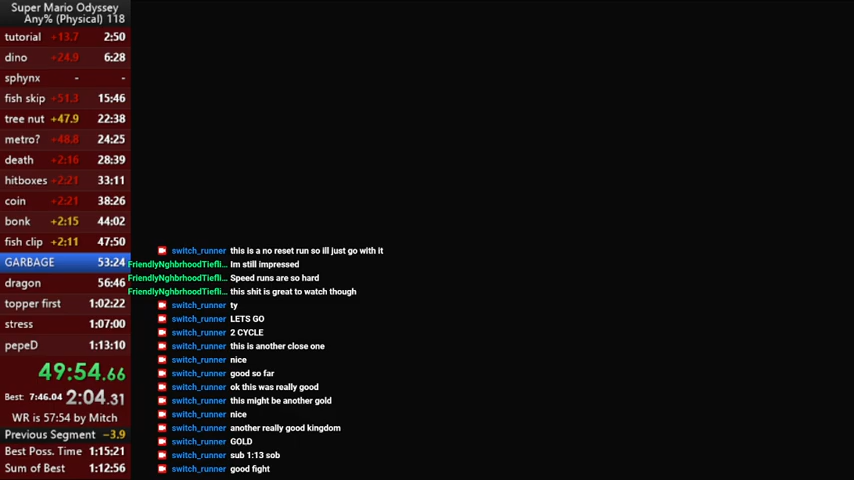 Super Mario Odyssey
Any% (Physical) 118
tutorial +13.7 2:50
dino +24.9 6:28
sphynx - -
fish skip +51.3 15:46
tree nut +47.9 22:38
metro? +48.8 24:25
death +2:16 28:39
hitboxes +2:21 33:11
coin +2:21 38:26
bonk +2:15 44:02
fish clip +2:11 47:50
GARBAGE 53:24
dragon 56:46
topper first 1:02:22
stress 1:07:00
pepeD 1:13:10
49:54.66
Best: 7:46.04 2:04.31
WR is 57:54 by Mitch
Previous Segment −3.9
Best Poss. Time 1:15:21
Sum of Best 1:12:56
switch_runner this is a no reset run so ill just go with it
FriendlyNghbrhoodTiefli... Im still impressed
FriendlyNghbrhoodTiefli... Speed runs are so hard
FriendlyNghbrhoodTiefli... this shit is great to watch though
switch_runner ty
switch_runner LETS GO
switch_runner 2 CYCLE
switch_runner this is another close one
switch_runner nice
switch_runner good so far
switch_runner ok this was really good
switch_runner this might be another gold
switch_runner nice
switch_runner another really good kingdom
switch_runner GOLD
switch_runner sub 1:13 sob
switch_runner good fight